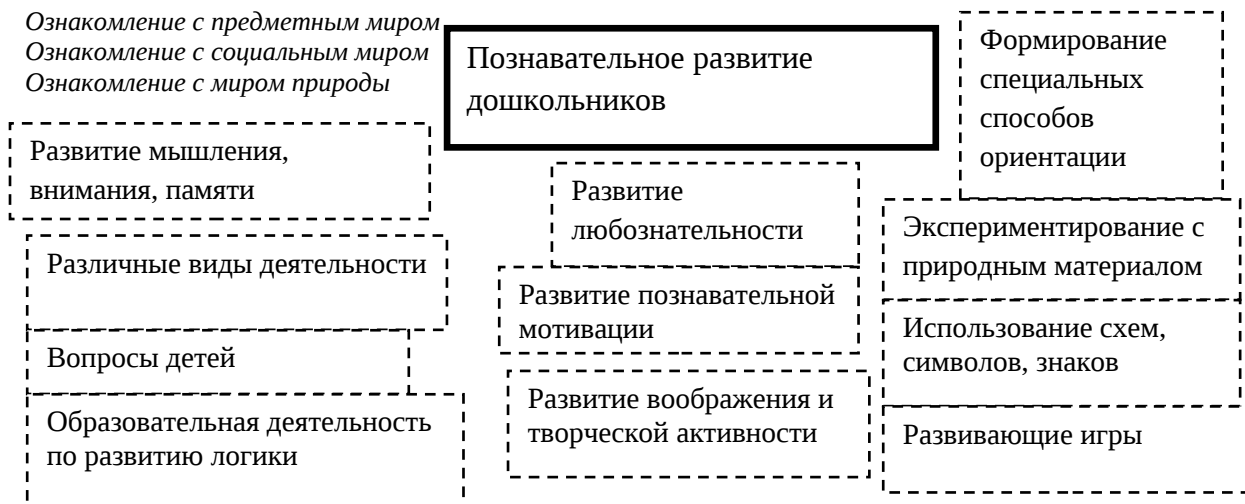 Ознакомление с предметным миром
Ознакомление с социальным миром
Ознакомление с миром природы
Познавательное развитие
дошкольников
Формирование
специальных
способов
ориентации
Развитие мышления,
внимания, памяти
Различные виды деятельности
Вопросы детей
Образовательная деятельность
по развитию логики
Развитие
любознательности
Развитие познавательной
мотивации
Развитие воображения и
творческой активности
Экспериментирование с
природным материалом
Использование схем,
символов, знаков
Развивающие игры